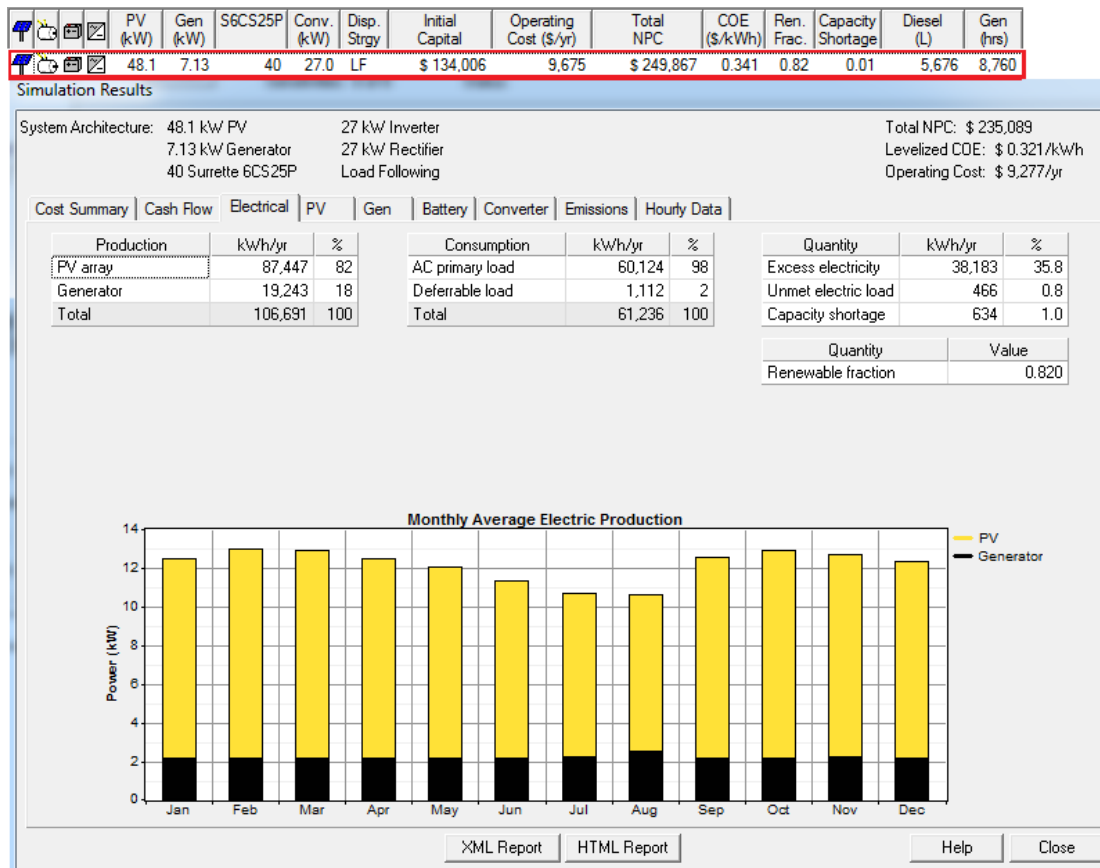 PV (kW) Gen (kW) S6CS25P Conv. (kW) Disp. Strgy Initial Capital Operating Cost ($/yr) Total NPC COE ($/kWh) Ren. Frac. Capacity Shortage Diesel (L) Gen (hrs)
48.1 7.13 40 27.0 LF $ 134,006 9,675 $ 249,867 0.341 0.82 0.01 5,676 8,760
Simulation Results
System Architecture: 48.1 kW PV 27 kW Inverter Total NPC: $ 235,089
7.13 kW Generator 27 kW Rectifier Levelized COE: $ 0.321/kWh
40 Surrette 6CS25P Load Following Operating Cost: $ 9,277/yr
Cost Summary Cash Flow Electrical PV Gen Battery Converter Emissions Hourly Data
Production kWh/yr % Consumption kWh/yr % Quantity kWh/yr %
PV array 87,447 82 AC primary load 60,124 98 Excess electricity 38,183 35.8
Generator 19,243 18 Deferrable load 1,112 2 Unmet electric load 466 0.8
Total 106,691 100 Total 61,236 100 Capacity shortage 634 1.0
Quantity Value
Renewable fraction 0.820
Monthly Average Electric Production
14
12
10
8
6
4
2
0
Power (kW)
PV
Generator
Jan Feb Mar Apr May Jun Jul Aug Sep Oct Nov Dec
XML Report HTML Report Help Close